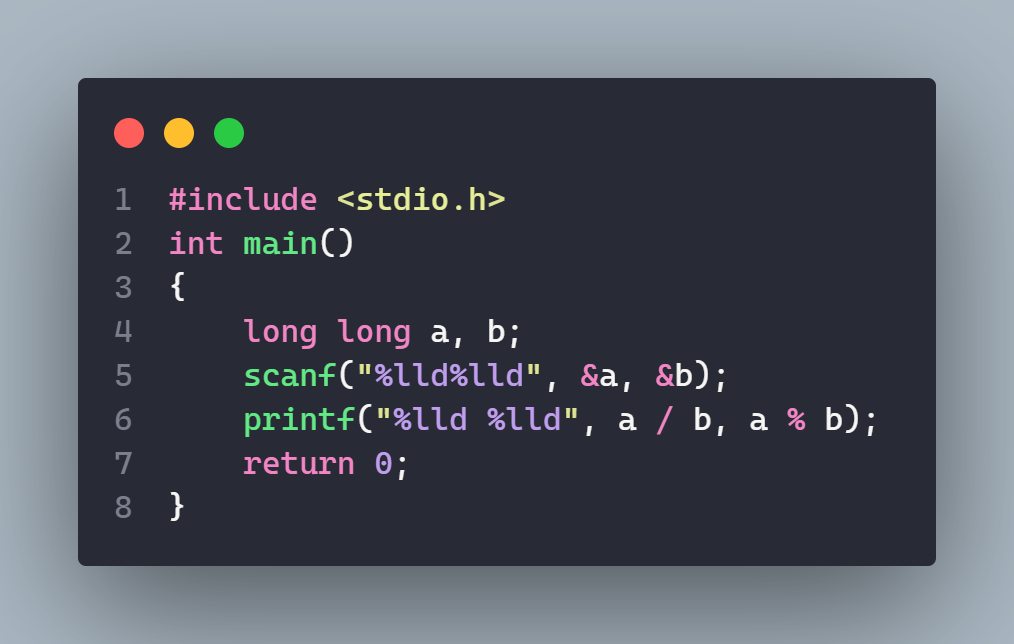 1 #include <stdio.h>
2 int main()
3 {
4     long long a, b;
5     scanf("%lld%lld", &a, &b);
6     printf("%lld %lld", a / b, a % b);
7     return 0;
8 }